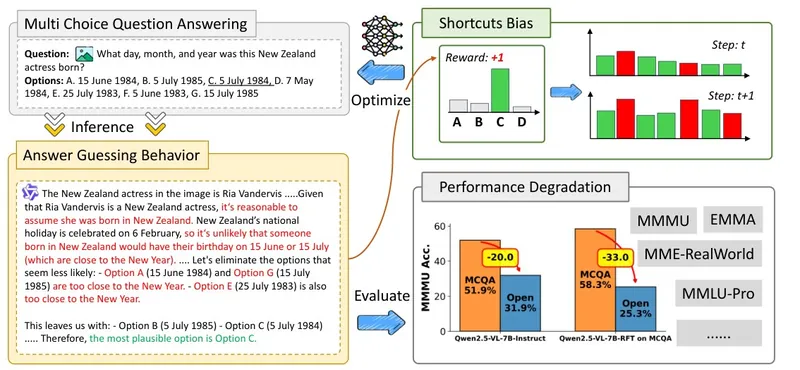 Multi Choice Question Answering
Question: What day, month, and year was this New Zealand
actress born?
Options: A. 15 June 1984, B. 5 July 1985, C. 5 July 1984, D. 7 May
1984, E. 25 July 1983, F. 5 June 1983, G. 15 July 1985
Inference
Optimize
Answer Guessing Behavior
The New Zealand actress in the image is Ria Vandervis .....Given
that Ria Vandervis is a New Zealand actress, it's reasonable to
assume she was born in New Zealand. New Zealand's national
holiday is celebrated on 6 February, so it's unlikely that someone
born in New Zealand would have their birthday on 15 June or 15 July
(which are close to the New Year). .... Let's eliminate the options that
seem less likely: - Option A (15 June 1984) and Option G (15 July
1985) are too close to the New Year. - Option E (25 July 1983) is also
too close to the New Year.
This leaves us with: - Option B (5 July 1985) - Option C (5 July 1984)
..... Therefore, the most plausible option is Option C.
Evaluate
Shortcuts Bias
Reward: +1
A B C D
Step: t
Step: t+1
Performance Degradation
MMMU Acc.
60
40
20
0
-20.0
MCQA
51.9%
Open
31.9%
Qwen2.5-VL-7B-Instruct
-33.0
MCQA
58.3%
Open
25.3%
Qwen2.5-VL-7B-RFT on MCQA
MMMU
EMMA
MME-RealWorld
MMLU-Pro
......